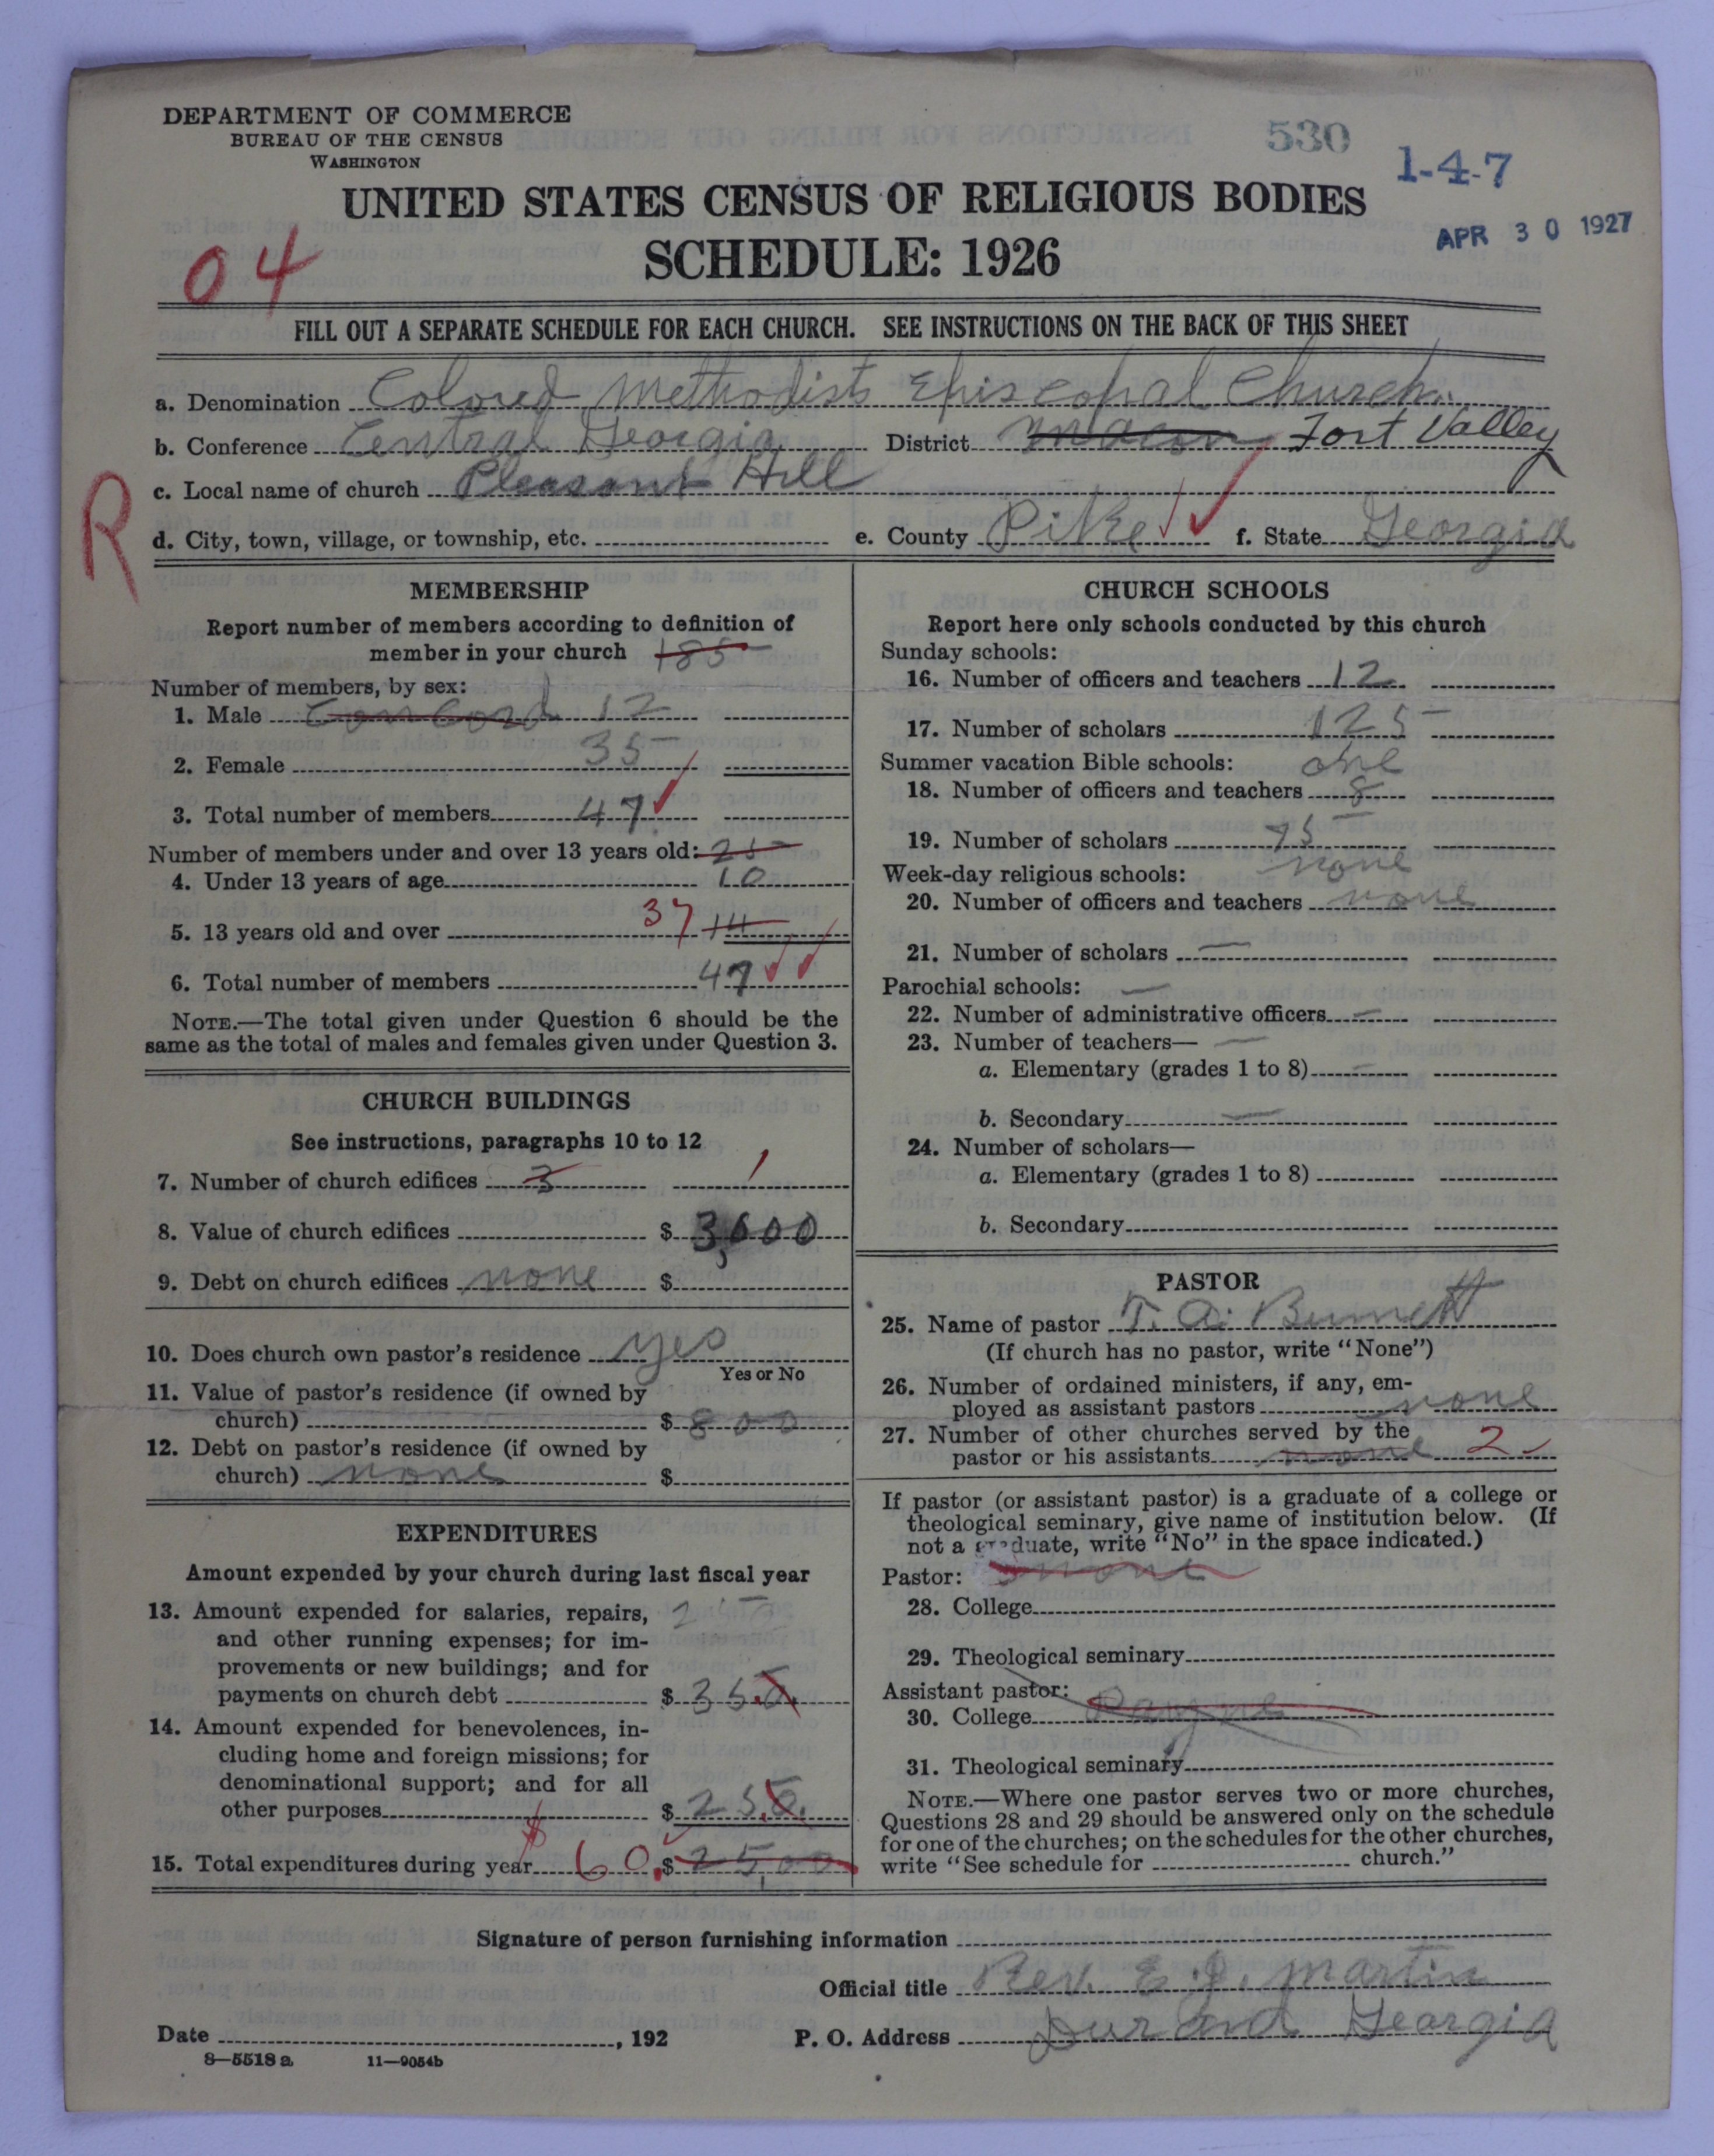 DEPARTMENT OF COMMERCE
BUREAU OF THE CENSUS
WASHINGTON
530
1-4-7
UNITED STATES CENSUS OF RELIGIOUS BODIES
APR 30 1927
SCHEDULE: 1926
04
FILL OUT A SEPARATE SCHEDULE FOR EACH CHURCH. SEE INSTRUCTIONS ON THE BACK OF THIS SHEET
a. Denomination Colored Methodists Episcopal Church.
b. Conference Central Georgia District Macon Fort Valley
c. Local name of church Pleasant Hill
R
d. City, town, village, or township, etc. e. County Pike f. State Georgia
MEMBERSHIP
Report number of members according to definition of
member in your church 185
Number of members, by sex:
1. Male Concord 12
2. Female 35
3. Total number of members 47
Number of members under and over 13 years old: 25
4. Under 13 years of age 10
5. 13 years old and over 37
6. Total number of members 47
NOTE.—The total given under Question 6 should be the
same as the total of males and females given under Question 3.
CHURCH BUILDINGS
See instructions, paragraphs 10 to 12
7. Number of church edifices 3 1
8. Value of church edifices $ 3,000
9. Debt on church edifices none $
10. Does church own pastor's residence yes
Yes or No
11. Value of pastor's residence (if owned by
church) $ 800
12. Debt on pastor's residence (if owned by
church) none $
EXPENDITURES
Amount expended by your church during last fiscal year
13. Amount expended for salaries, repairs,
and other running expenses; for im-
provements or new buildings; and for
payments on church debt $ 350.
14. Amount expended for benevolences, in-
cluding home and foreign missions; for
denominational support; and for all
other purposes $ 250.
15. Total expenditures during year $ 60. $ 25,00
CHURCH SCHOOLS
Report here only schools conducted by this church
Sunday schools:
16. Number of officers and teachers 12
17. Number of scholars 125
Summer vacation Bible schools: one
18. Number of officers and teachers 8
19. Number of scholars 75
Week-day religious schools: none
20. Number of officers and teachers none
21. Number of scholars —
Parochial schools: —
22. Number of administrative officers —
23. Number of teachers— —
a. Elementary (grades 1 to 8) —
b. Secondary —
24. Number of scholars—
a. Elementary (grades 1 to 8)
b. Secondary
PASTOR
25. Name of pastor T. A. Burnett
(If church has no pastor, write "None")
26. Number of ordained ministers, if any, em-
ployed as assistant pastors none
27. Number of other churches served by the
pastor or his assistants none 2
If pastor (or assistant pastor) is a graduate of a college or
theological seminary, give name of institution below. (If
not a graduate, write "No" in the space indicated.)
Pastor: none
28. College
29. Theological seminary
Assistant pastor:
30. College Payne
31. Theological seminary
NOTE.—Where one pastor serves two or more churches,
Questions 28 and 29 should be answered only on the schedule
for one of the churches; on the schedules for the other churches,
write "See schedule for church."
Signature of person furnishing information
Official title Rev. E. J. Martin
Date , 192 P. O. Address Durand Georgia
8—5518 a 11—9054b